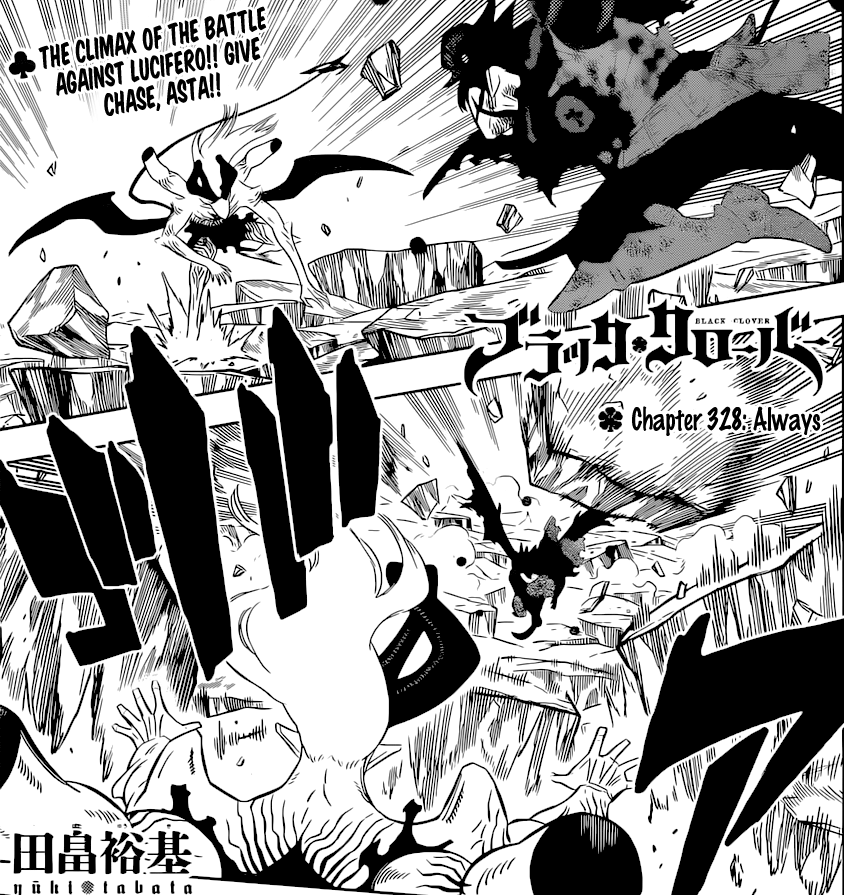 ♣ THE CLIMAX OF THE BATTLE
AGAINST LUCIFERO!! GIVE
CHASE, ASTA!!
BLACK CLOVER
ブラック・クローバー
Chapter 328: Always
田畠裕基
yūki tabata